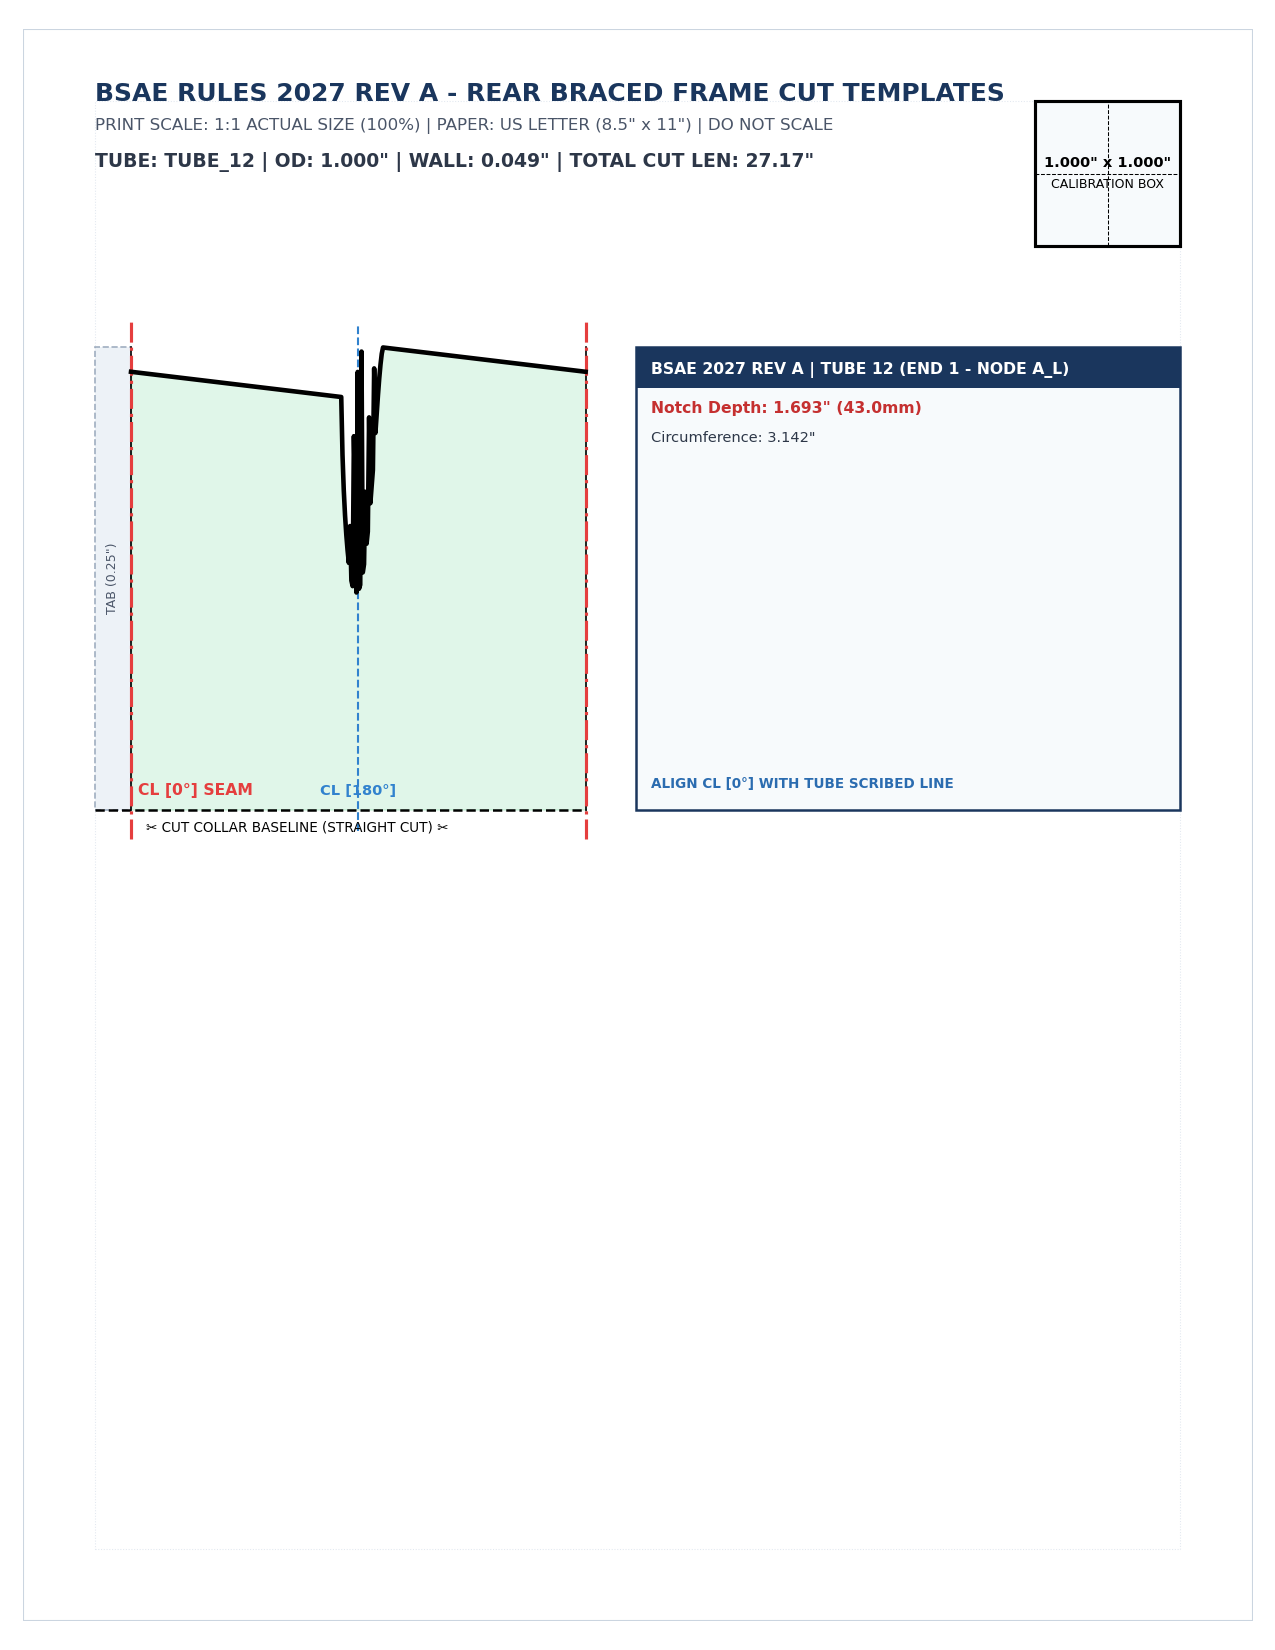 BSAE RULES 2027 REV A - REAR BRACED FRAME CUT TEMPLATES
PRINT SCALE: 1:1 ACTUAL SIZE (100%) | PAPER: US LETTER (8.5" x 11") | DO NOT SCALE
TUBE: TUBE_12 | OD: 1.000" | WALL: 0.049" | TOTAL CUT LEN: 27.17"
1.000" x 1.000"
CALIBRATION BOX
TAB (0.25")
CL [0°] SEAM
CL [180°]
✂ CUT COLLAR BASELINE (STRAIGHT CUT) ✂
BSAE 2027 REV A | TUBE 12 (END 1 - NODE A_L)
Notch Depth: 1.693" (43.0mm)
Circumference: 3.142"
ALIGN CL [0°] WITH TUBE SCRIBED LINE